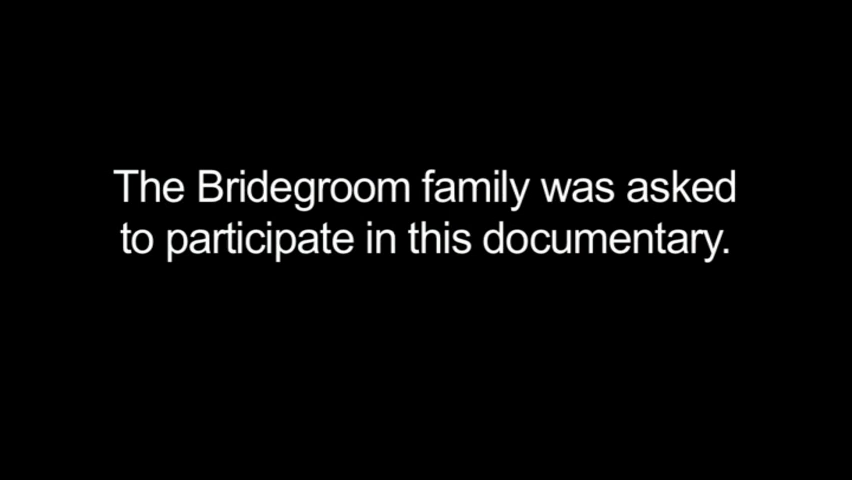 The Bridegroom family was asked
to participate in this documentary.